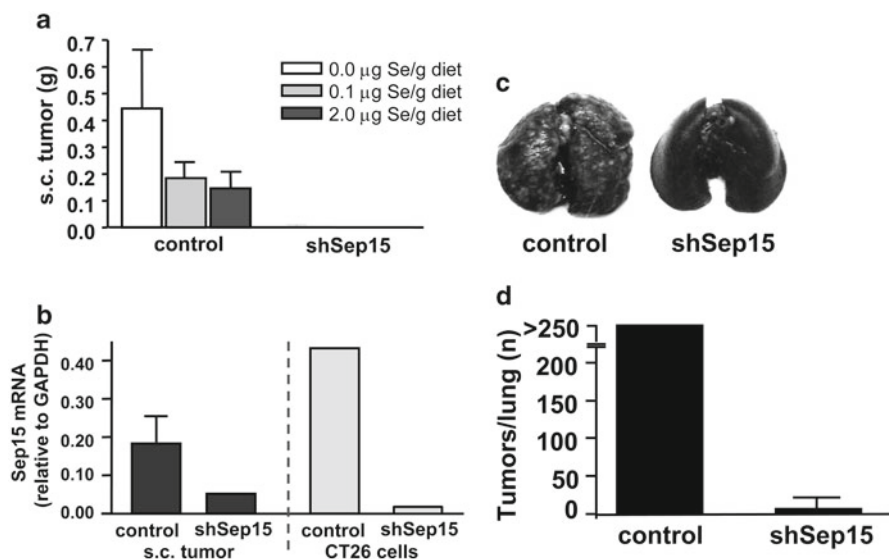 a
0.7
0.6
0.5
0.4
0.3
0.2
0.1
0.0
s.c. tumor (g)
0.0 μg Se/g diet
0.1 μg Se/g diet
2.0 μg Se/g diet
control shSep15
b
0.40
0.30
0.20
0.10
0.00
Sep15 mRNA
(relative to GAPDH)
control shSep15 control shSep15
s.c. tumor CT26 cells
c
control shSep15
d
>250
200
150
100
50
0
Tumors/lung (n)
control shSep15